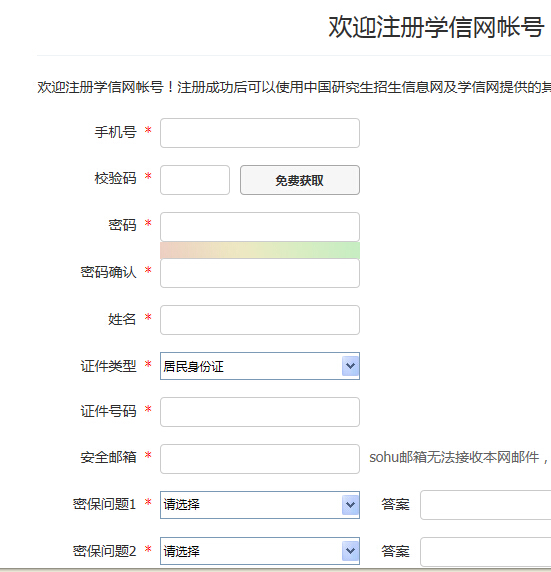 欢迎注册学信网帐号
欢迎注册学信网帐号！注册成功后可以使用中国研究生招生信息网及学信网提供的
手机号 *
校验码 * 免费获取
密码 *
密码确认 *
姓名 *
证件类型 * 居民身份证
证件号码 *
安全邮箱 * sohu邮箱无法接收本网邮件，
密保问题1 * 请选择 答案
密保问题2 * 请选择 答案